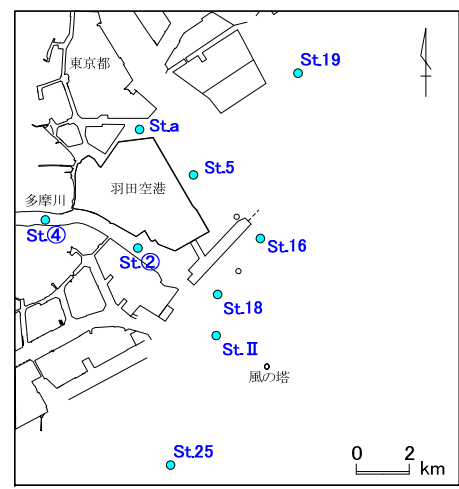 東京都
St.19
St.a
St.5
羽田空港
多摩川
St.④
St.②
St.16
St.18
St.Ⅱ
風の塔
St.25
0 2
km